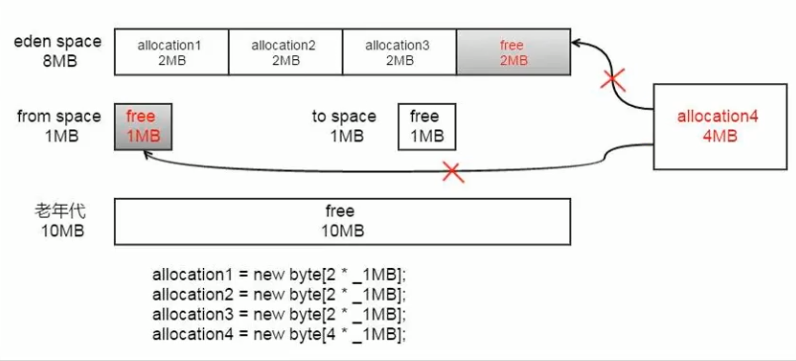 eden space
8MB
allocation1
2MB
allocation2
2MB
allocation3
2MB
free
2MB
from space
1MB
free
1MB
to space
1MB
free
1MB
allocation4
4MB
老年代
10MB
free
10MB
allocation1 = new byte[2 * _1MB];
allocation2 = new byte[2 * _1MB];
allocation3 = new byte[2 * _1MB];
allocation4 = new byte[4 * _1MB];